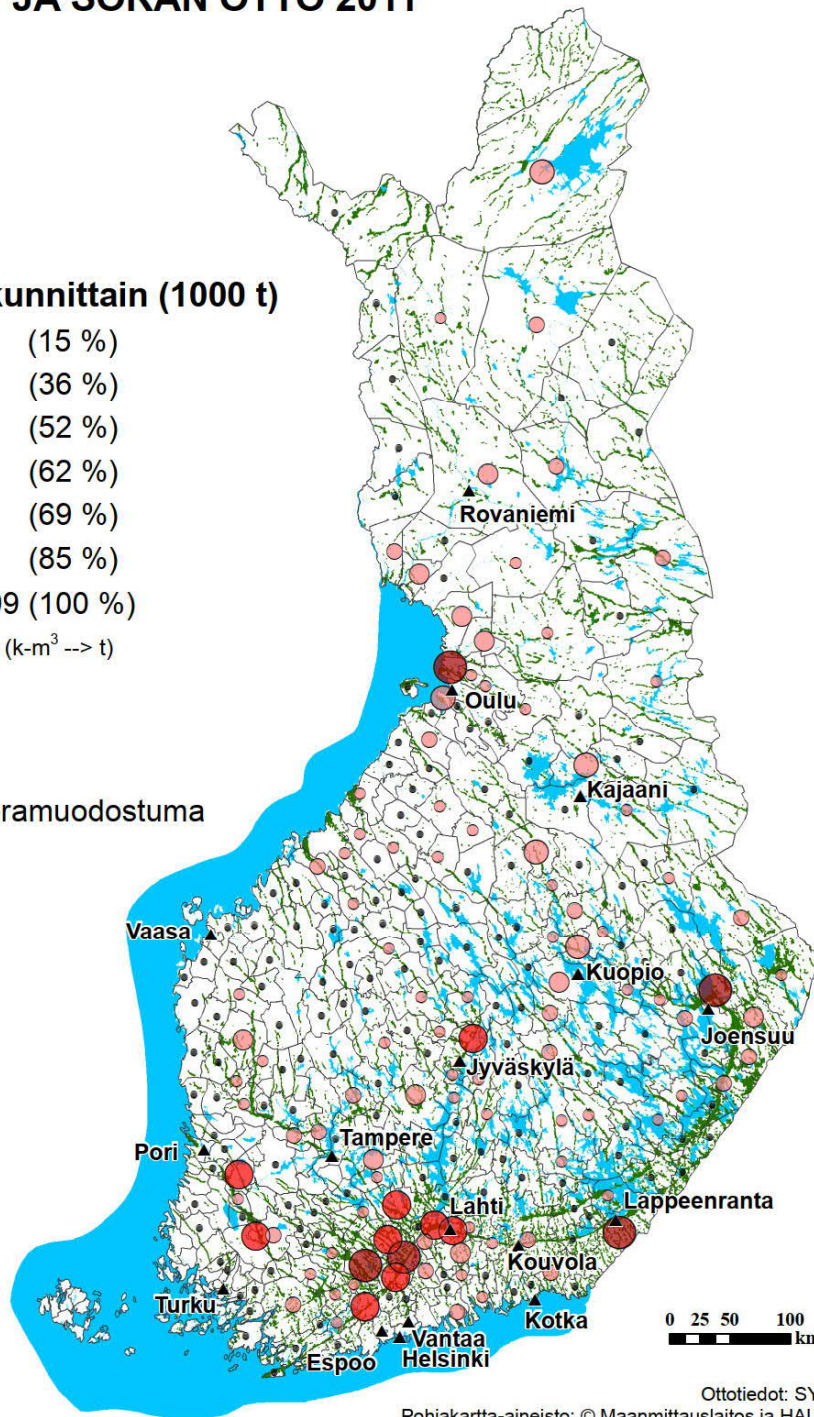 JA SORAN OTTO 2011
kunnittain (1000 t)
(15 %)
(36 %)
(52 %)
(62 %)
(69 %)
(85 %)
09 (100 %)
(k-m³ --> t)
Rovaniemi
Oulu
Kajaani
ramuodostuma
Vaasa
Kuopio
Joensuu
Jyväskylä
Pori
Tampere
Lahti
Lappeenranta
Kouvola
Turku
Kotka
Vantaa
Espoo
Helsinki
0 25 50 100
km
Ottotiedot: SY
Pohjakartta-aineisto: © Maanmittauslaitos ja HAL